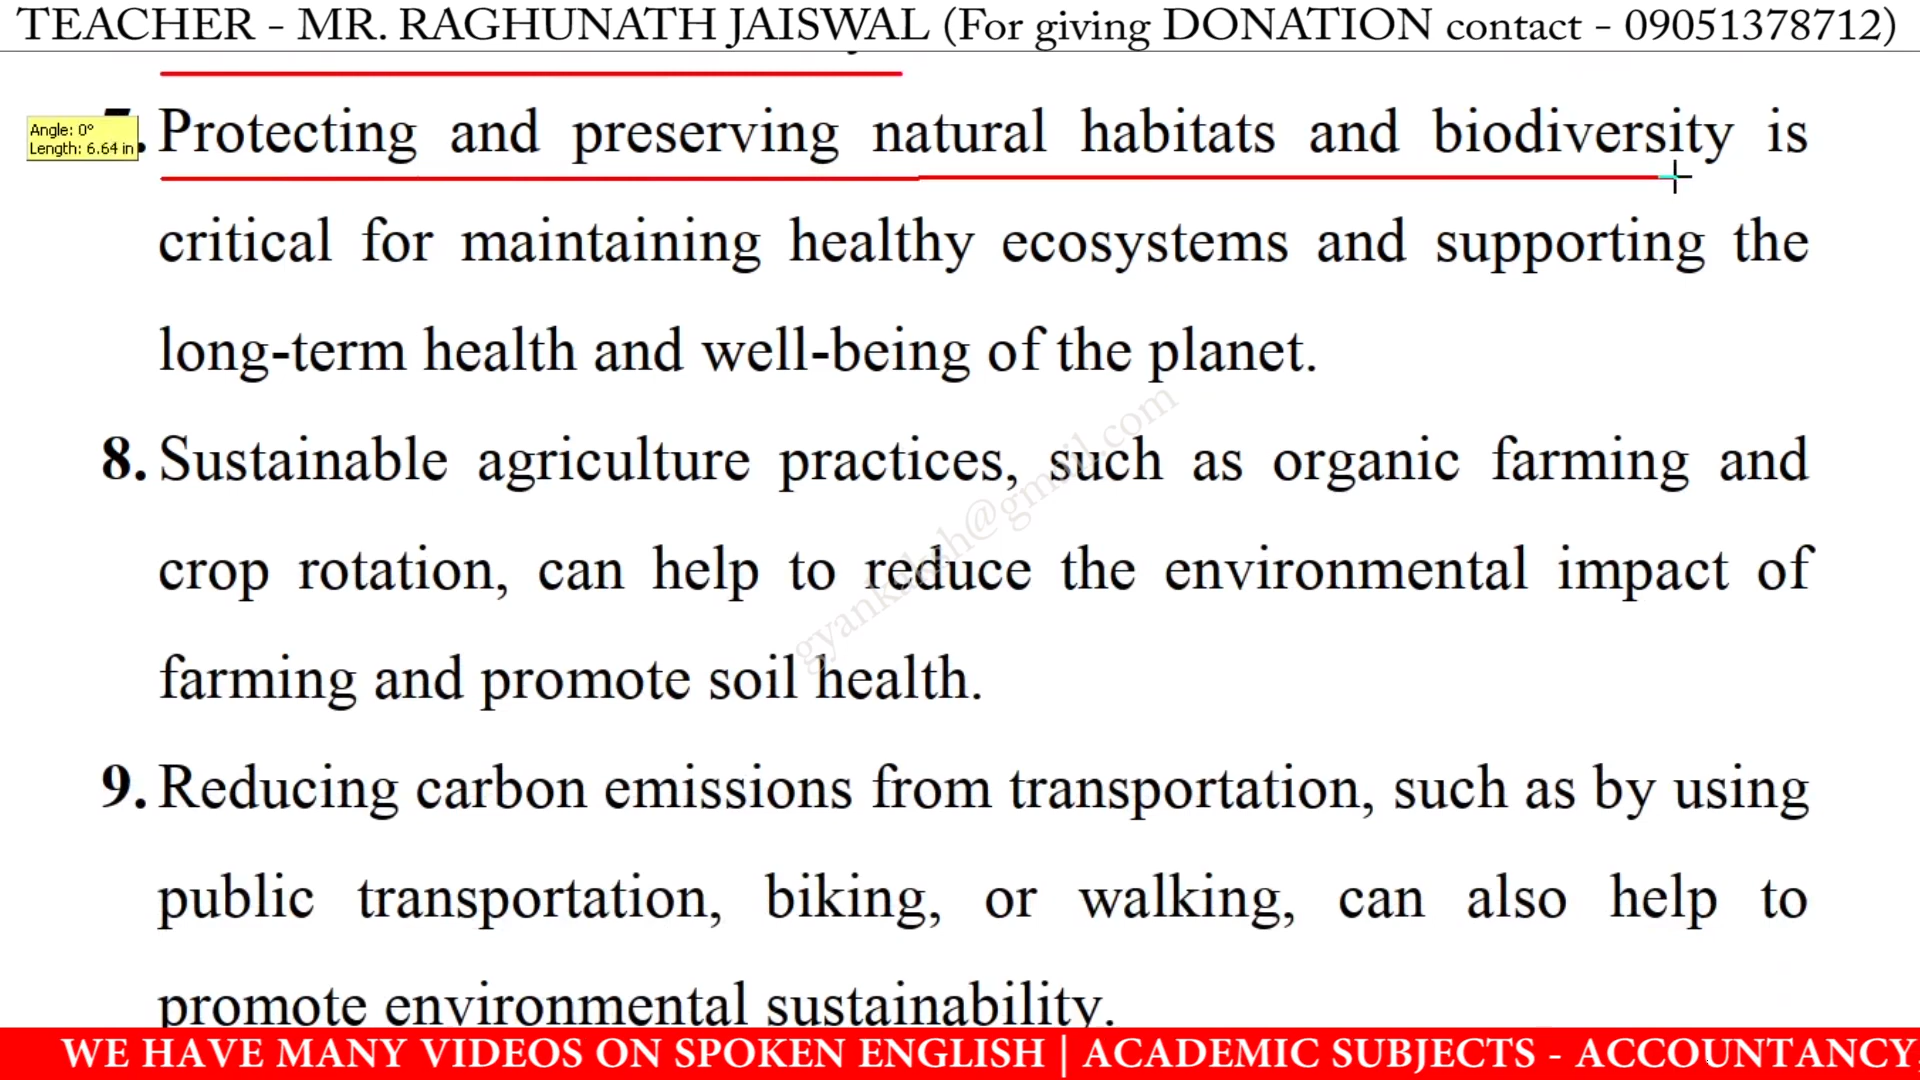 TEACHER - MR. RAGHUNATH JAISWAL (For giving DONATION contact - 09051378712)
Angle: 0°
Length: 6.64 in
Protecting and preserving natural habitats and biodiversity is
critical for maintaining healthy ecosystems and supporting the
long-term health and well-being of the planet.
8. Sustainable agriculture practices, such as organic farming and
crop rotation, can help to reduce the environmental impact of
farming and promote soil health.
9. Reducing carbon emissions from transportation, such as by using
public transportation, biking, or walking, can also help to
promote environmental sustainability.
WE HAVE MANY VIDEOS ON SPOKEN ENGLISH | ACADEMIC SUBJECTS - ACCOUNTANCY,